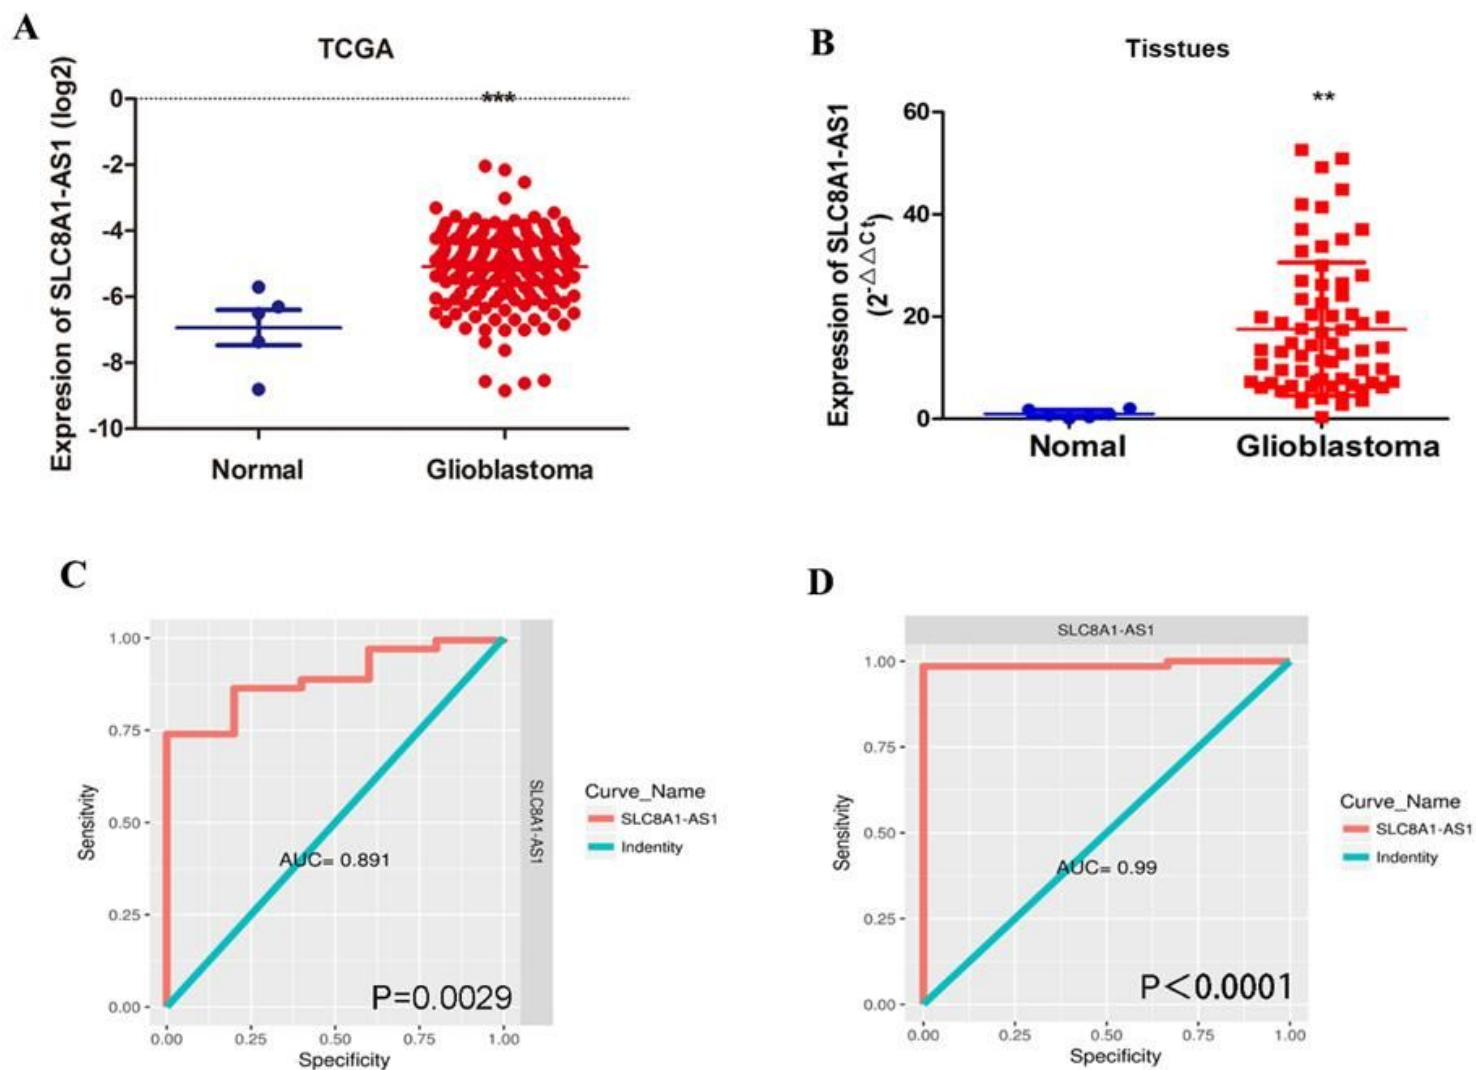 A
TCGA
Expresion of SLC8A1-AS1 (log2)
0
-2
-4
-6
-8
-10
***
Normal
Glioblastoma
B
Tisstues
Expression of SLC8A1-AS1
(2-△△Ct)
60
40
20
0
**
Nomal
Glioblastoma
C
Sensitvity
1.00
0.75
0.50
0.25
0.00
AUC= 0.891
P=0.0029
SLC8A1-AS1
0.00 0.25 0.50 0.75 1.00
Specificity
Curve_Name
SLC8A1-AS1
Indentity
D
SLC8A1-AS1
Sensitvity
1.00
0.75
0.50
0.25
0.00
AUC= 0.99
P<0.0001
0.00 0.25 0.50 0.75 1.00
Specificity
Curve_Name
SLC8A1-AS1
Indentity